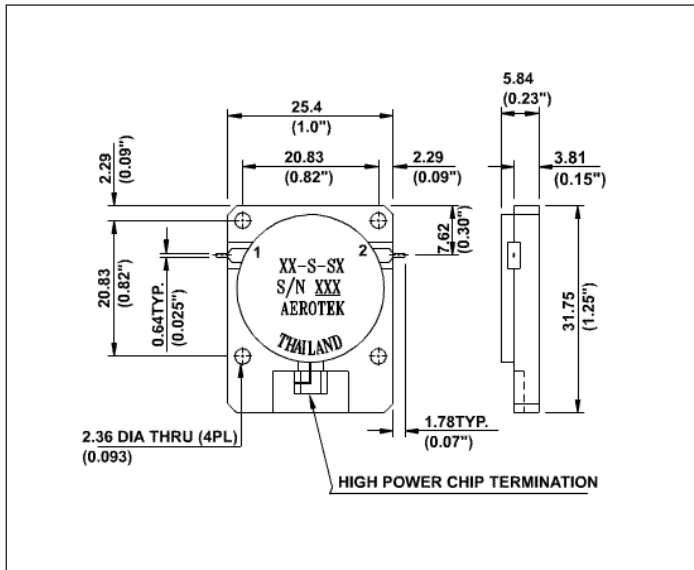 5.84
(0.23")
25.4
(1.0")
2.29
(0.09")
20.83
(0.82")
2.29
(0.09")
3.81
(0.15")
7.62
(0.30")
1
2
XX-S-SX
S/N XXX
AEROTEK
THAILAND
20.83
(0.82")
0.64TYP.
(0.025")
31.75
(1.25")
2.36 DIA THRU (4PL)
(0.093)
1.78TYP.
(0.07")
HIGH POWER CHIP TERMINATION